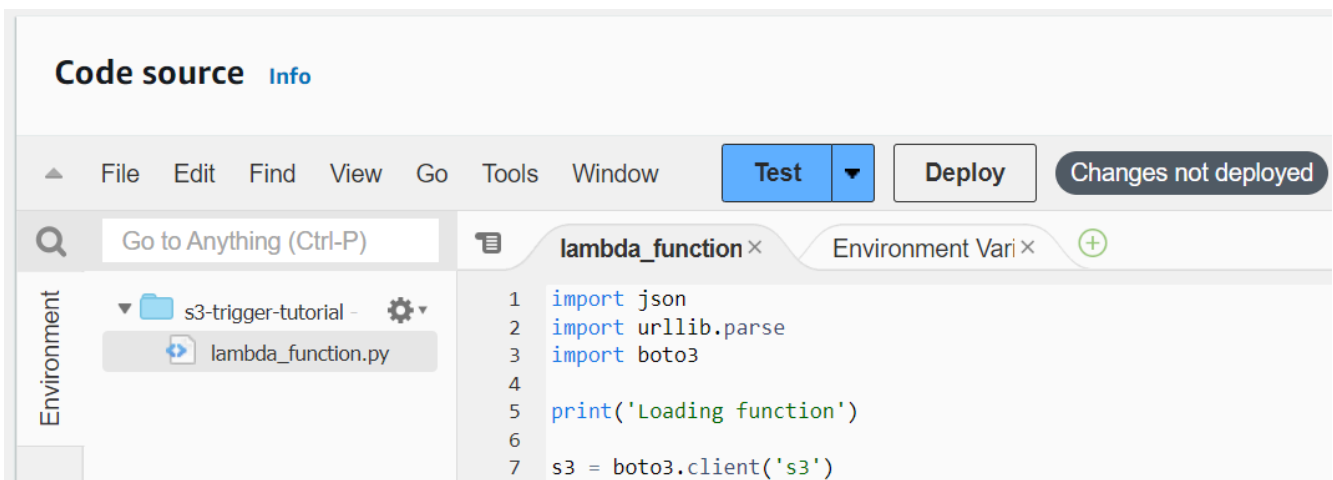 Code source Info
File Edit Find View Go Tools Window Test Deploy Changes not deployed
Go to Anything (Ctrl-P)
lambda_function × Environment Vari ×
Environment
s3-trigger-tutorial -
lambda_function.py
1 import json
2 import urllib.parse
3 import boto3
4
5 print('Loading function')
6
7 s3 = boto3.client('s3')